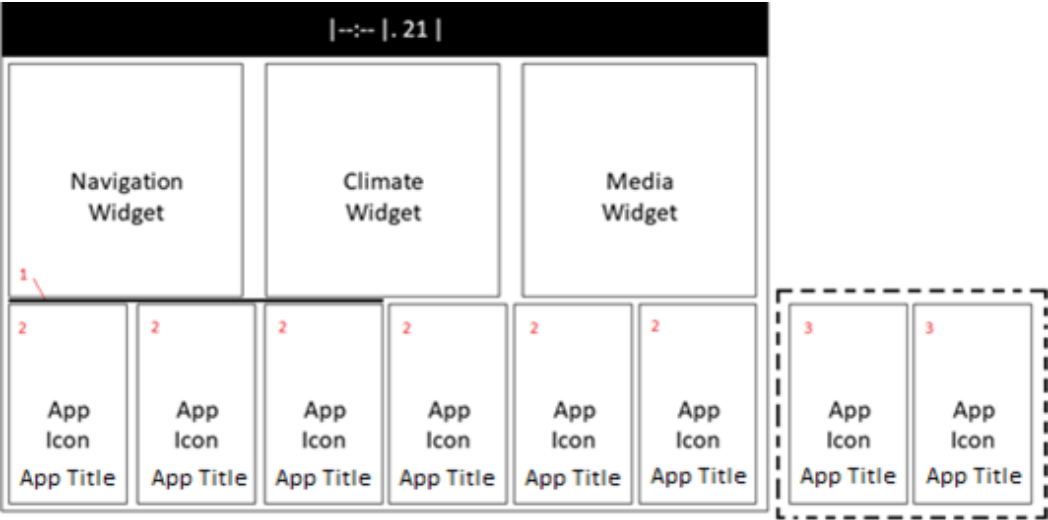 |--:-- |. 21 |
Navigation
Widget
Climate
Widget
Media
Widget
1
2
2
2
2
2
2
3
3
App
Icon
App Title
App
Icon
App Title
App
Icon
App Title
App
Icon
App Title
App
Icon
App Title
App
Icon
App Title
App
Icon
App Title
App
Icon
App Title